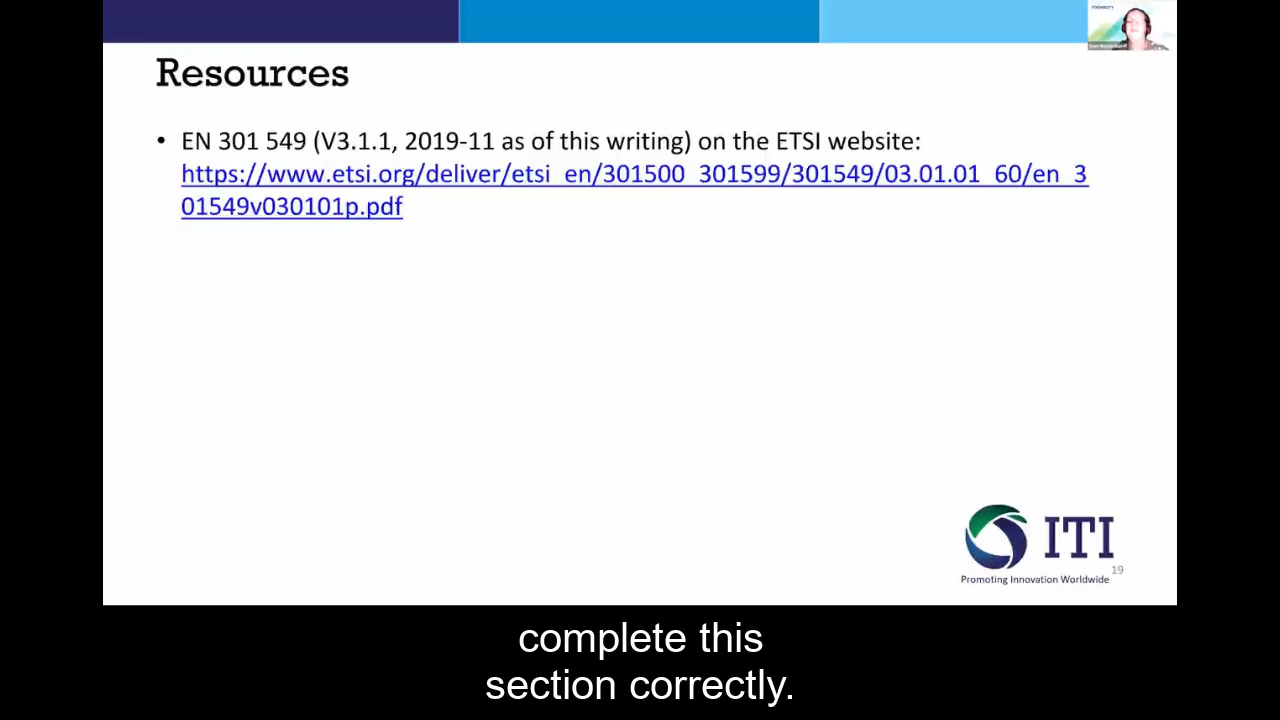 Resources
• EN 301 549 (V3.1.1, 2019-11 as of this writing) on the ETSI website:
https://www.etsi.org/deliver/etsi_en/301500_301599/301549/03.01.01_60/en_3
01549v030101p.pdf
ITI
19
Promoting Innovation Worldwide
complete this
section correctly.